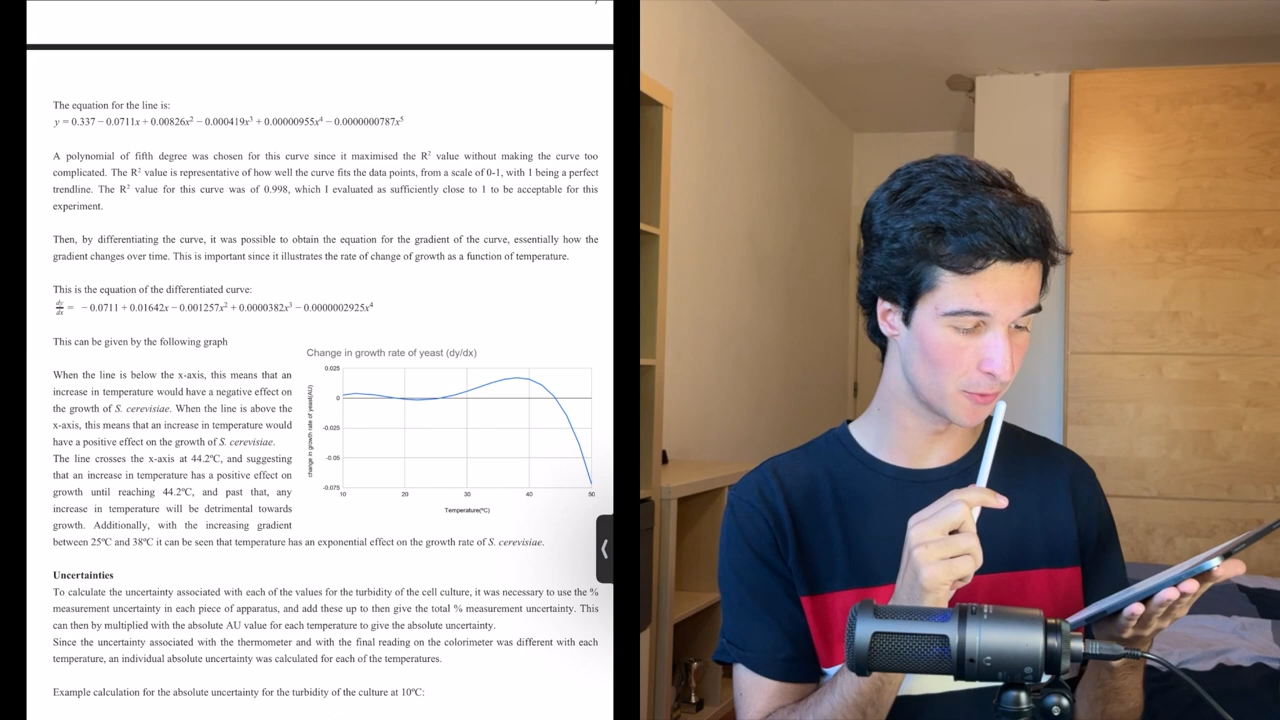 The equation for the line is:
y = 0.337 − 0.0711x + 0.00826x² − 0.000419x³ + 0.00000955x⁴ − 0.0000000787x⁵
A polynomial of fifth degree was chosen for this curve since it maximised the R² value without making the curve too
complicated. The R² value is representative of how well the curve fits the data points, from a scale of 0-1, with 1 being a perfect
trendline. The R² value for this curve was of 0.998, which I evaluated as sufficiently close to 1 to be acceptable for this
experiment.
Then, by differentiating the curve, it was possible to obtain the equation for the gradient of the curve, essentially how the
gradient changes over time. This is important since it illustrates the rate of change of growth as a function of temperature.
This is the equation of the differentiated curve:
dy/dx = − 0.0711 + 0.01642x − 0.001257x² + 0.0000382x³ − 0.0000002925x⁴
This can be given by the following graph
When the line is below the x-axis, this means that an
increase in temperature would have a negative effect on
the growth of S. cerevisiae. When the line is above the
x-axis, this means that an increase in temperature would
have a positive effect on the growth of S. cerevisiae.
The line crosses the x-axis at 44.2ºC, and suggesting
that an increase in temperature has a positive effect on
growth until reaching 44.2ºC, and past that, any
increase in temperature will be detrimental towards
growth. Additionally, with the increasing gradient
between 25ºC and 38ºC it can be seen that temperature has an exponential effect on the growth rate of S. cerevisiae.
Change in growth rate of yeast (dy/dx)
change in growth rate of yeast(AU)
0.025
0
-0.025
-0.05
-0.075
10 20 30 40 50
Temperature(ºC)
Uncertainties
To calculate the uncertainty associated with each of the values for the turbidity of the cell culture, it was necessary to use the %
measurement uncertainty in each piece of apparatus, and add these up to then give the total % measurement uncertainty. This
can then by multiplied with the absolute AU value for each temperature to give the absolute uncertainty.
Since the uncertainty associated with the thermometer and with the final reading on the colorimeter was different with each
temperature, an individual absolute uncertainty was calculated for each of the temperatures.
Example calculation for the absolute uncertainty for the turbidity of the culture at 10ºC: